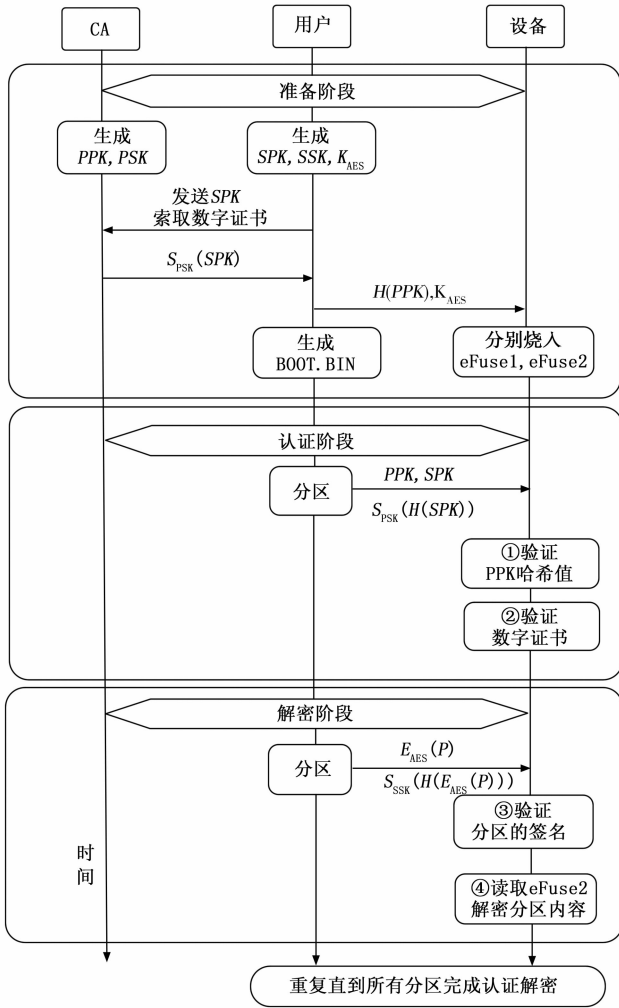 CA
用户
设备
准备阶段
生成
PPK, PSK
生成
SPK, SSK, K_AES
发送SPK
索取数字证书
S_PSK(SPK)
H(PPK),K_AES
生成
BOOT.BIN
分别烧入
eFuse1, eFuse2
认证阶段
分区
PPK, SPK
S_PSK(H(SPK))
①验证
PPK哈希值
②验证
数字证书
解密阶段
分区
E_AES(P)
S_SSK(H(E_AES(P)))
③验证
分区的签名
时
间
④读取eFuse2
解密分区内容
重复直到所有分区完成认证解密